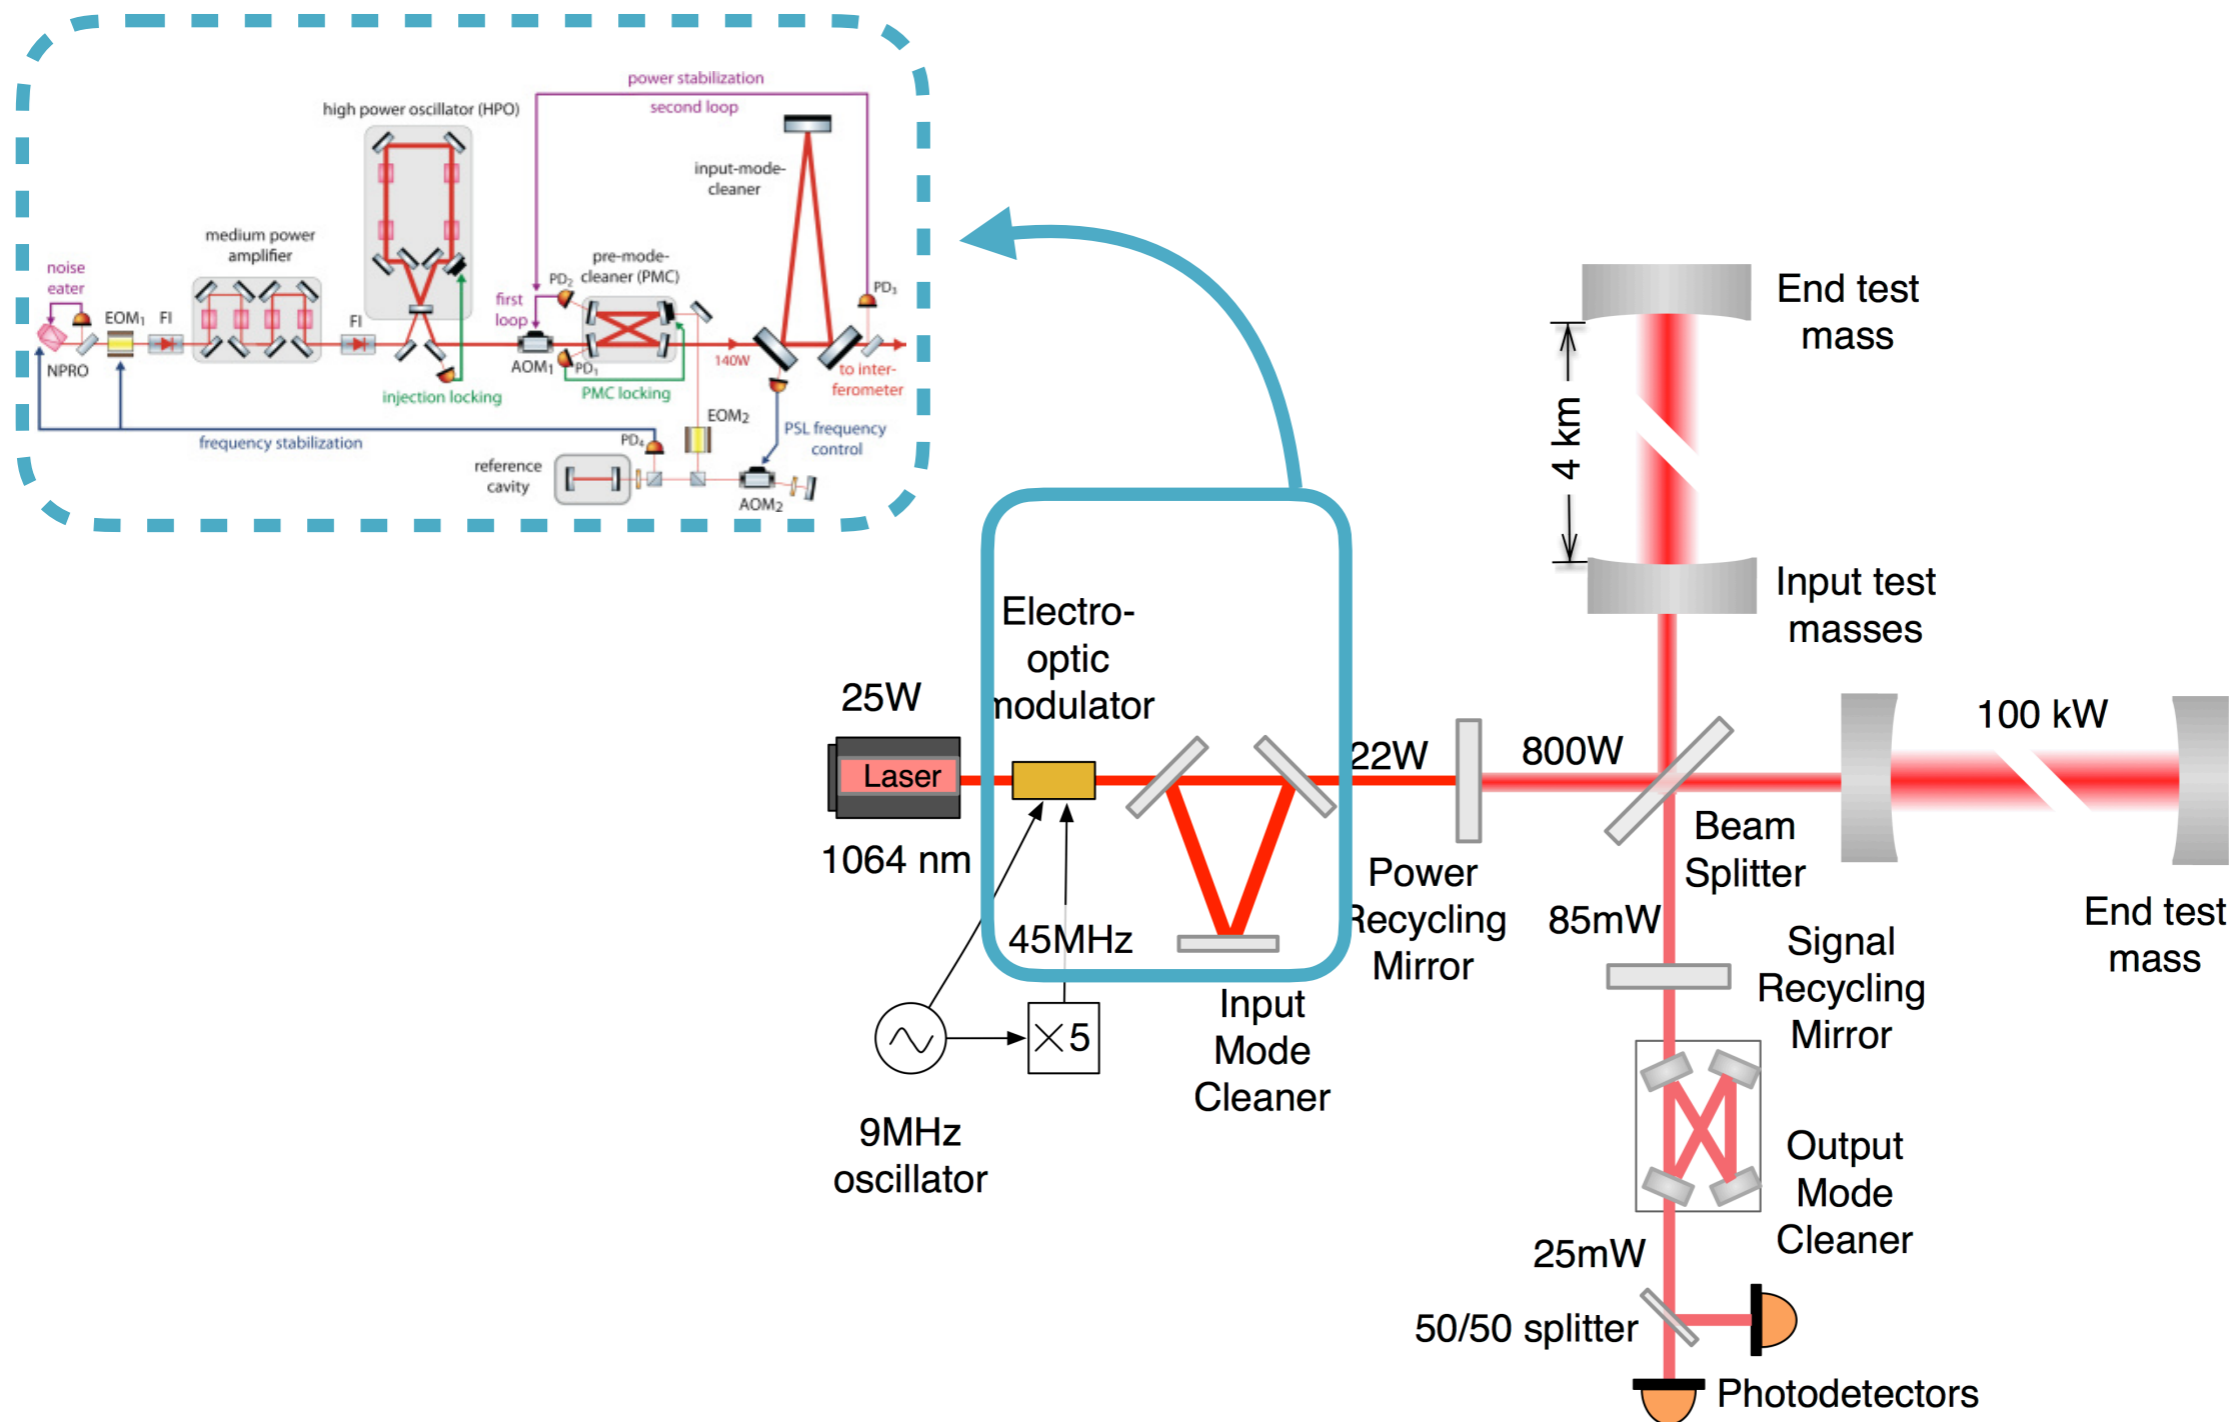 power stabilization
second loop
high power oscillator (HPO)
input-mode-
cleaner
medium power
amplifier
pre-mode-
cleaner (PMC)
noise
eater
PD2
PD3
first
loop
EOM1
FI
FI
NPRO
AOM1
PD1
140W
to inter-
ferometer
injection locking
PMC locking
EOM2
PSL frequency
control
frequency stabilization
PD4
reference
cavity
AOM2
End test
mass
4 km
Input test
masses
Electro-
optic
modulator
25W
Laser
1064 nm
22W
800W
100 kW
Beam
Splitter
Power
Recycling
Mirror
85mW
End test
mass
45MHz
Signal
Recycling
Mirror
Input
Mode
Cleaner
×5
9MHz
oscillator
Output
Mode
Cleaner
25mW
50/50 splitter
Photodetectors